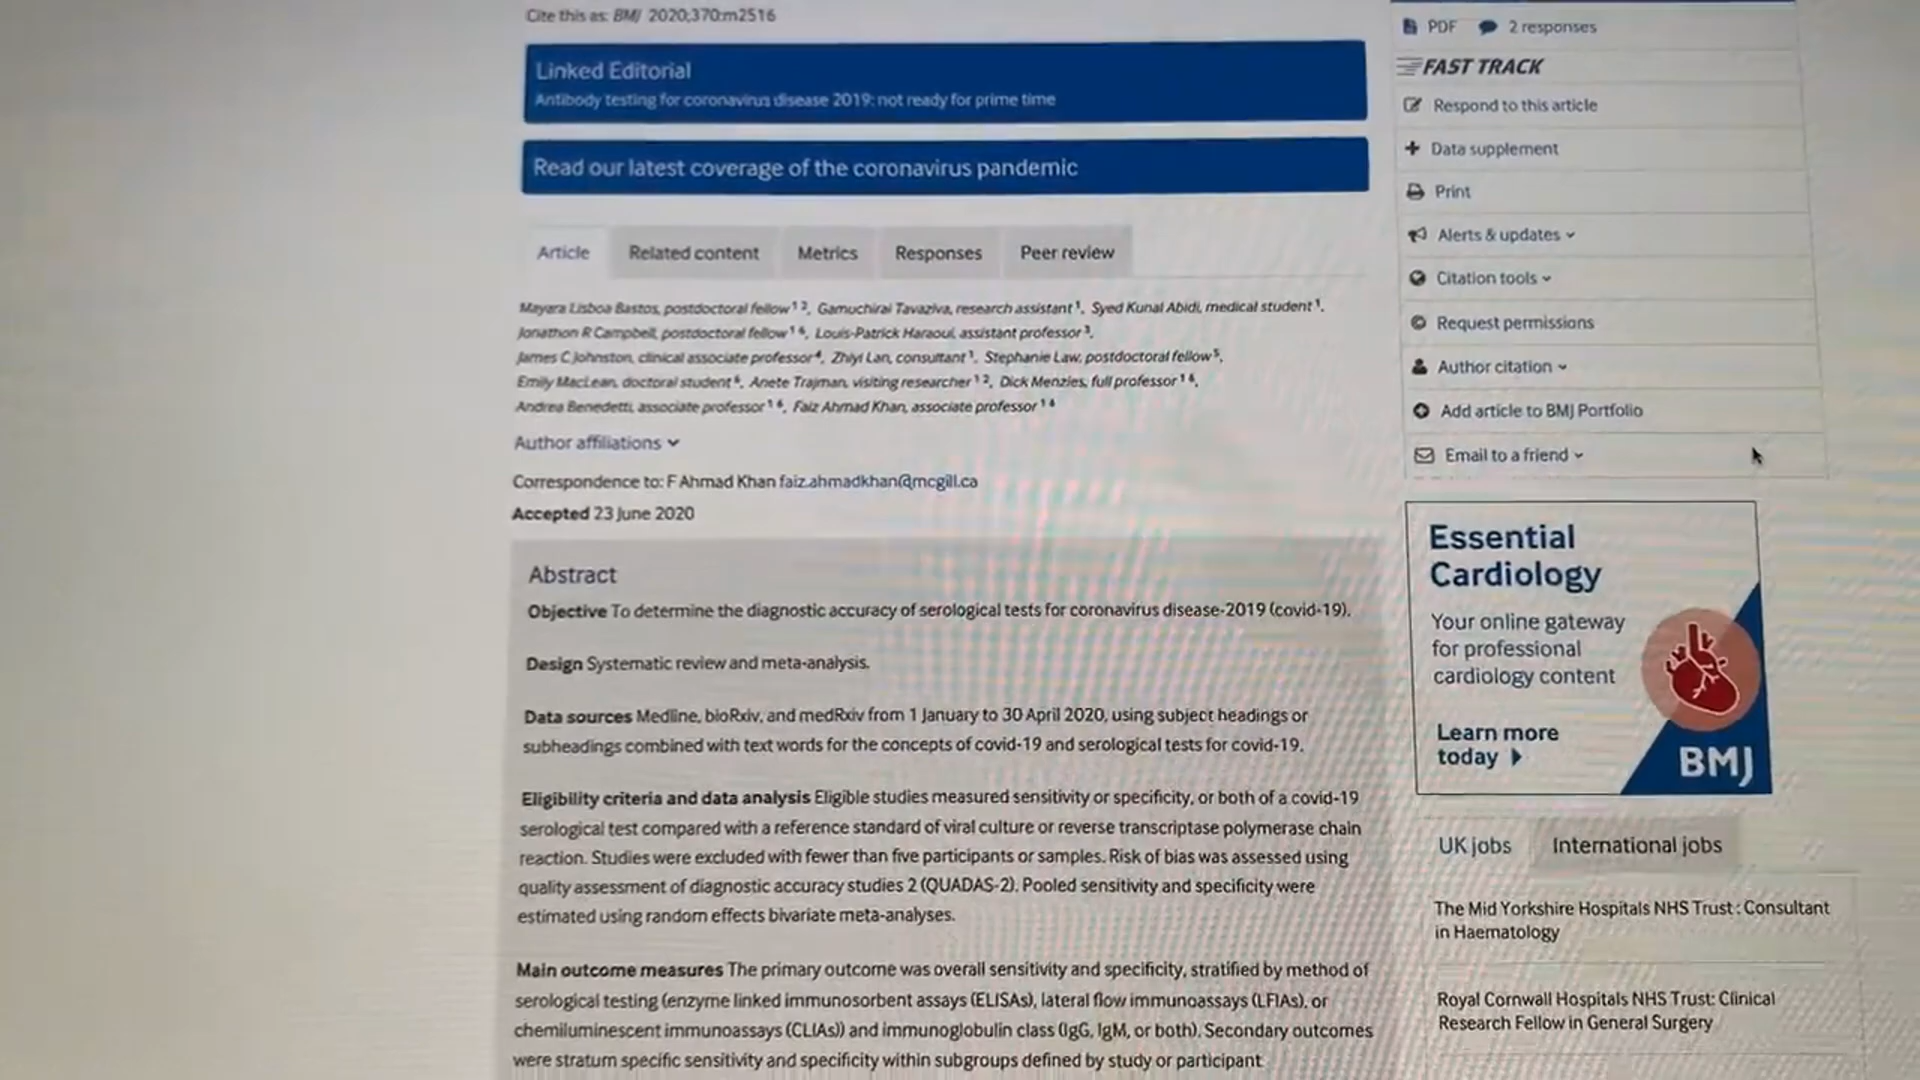 Cite this as: BMJ 2020;370:m2516
Linked Editorial
Antibody testing for coronavirus disease 2019: not ready for prime time
Read our latest coverage of the coronavirus pandemic
Article
Related content
Metrics
Responses
Peer review
Mayara Lisboa Bastos, postdoctoral fellow 1 2, Gamuchirai Tavaziva, research assistant 1, Syed Kunal Abidi, medical student 1,
Jonathon R Campbell, postdoctoral fellow 1 6, Louis-Patrick Haraoui, assistant professor 3,
James C Johnston, clinical associate professor 4, Zhiyi Lan, consultant 1, Stephanie Law, postdoctoral fellow 5,
Emily MacLean, doctoral student 6, Anete Trajman, visiting researcher 1 2, Dick Menzies, full professor 1 6,
Andrea Benedetti, associate professor 1 6, Faiz Ahmad Khan, associate professor 1 6
Author affiliations
Correspondence to: F Ahmad Khan faiz.ahmadkhan@mcgill.ca
Accepted 23 June 2020
Abstract
Objective To determine the diagnostic accuracy of serological tests for coronavirus disease-2019 (covid-19).
Design Systematic review and meta-analysis.
Data sources Medline, bioRxiv, and medRxiv from 1 January to 30 April 2020, using subject headings or
subheadings combined with text words for the concepts of covid-19 and serological tests for covid-19.
Eligibility criteria and data analysis Eligible studies measured sensitivity or specificity, or both of a covid-19
serological test compared with a reference standard of viral culture or reverse transcriptase polymerase chain
reaction. Studies were excluded with fewer than five participants or samples. Risk of bias was assessed using
quality assessment of diagnostic accuracy studies 2 (QUADAS-2). Pooled sensitivity and specificity were
estimated using random effects bivariate meta-analyses.
Main outcome measures The primary outcome was overall sensitivity and specificity, stratified by method of
serological testing (enzyme linked immunosorbent assays (ELISAs), lateral flow immunoassays (LFIAs), or
chemiluminescent immunoassays (CLIAs)) and immunoglobulin class (IgG, IgM, or both). Secondary outcomes
were stratum specific sensitivity and specificity within subgroups defined by study or participant
PDF
2 responses
FAST TRACK
Respond to this article
Data supplement
Print
Alerts & updates
Citation tools
Request permissions
Author citation
Add article to BMJ Portfolio
Email to a friend
Essential
Cardiology
Your online gateway
for professional
cardiology content
Learn more
today
BMJ
UK jobs
International jobs
The Mid Yorkshire Hospitals NHS Trust: Consultant
in Haematology
Royal Cornwall Hospitals NHS Trust: Clinical
Research Fellow in General Surgery